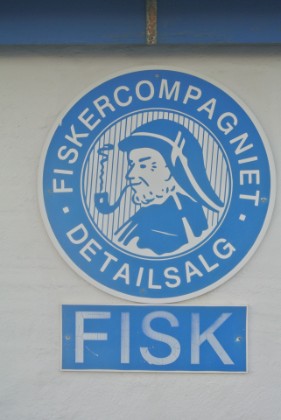 FISKERCOMPAGNIET
• DETAILSALG •
FISK